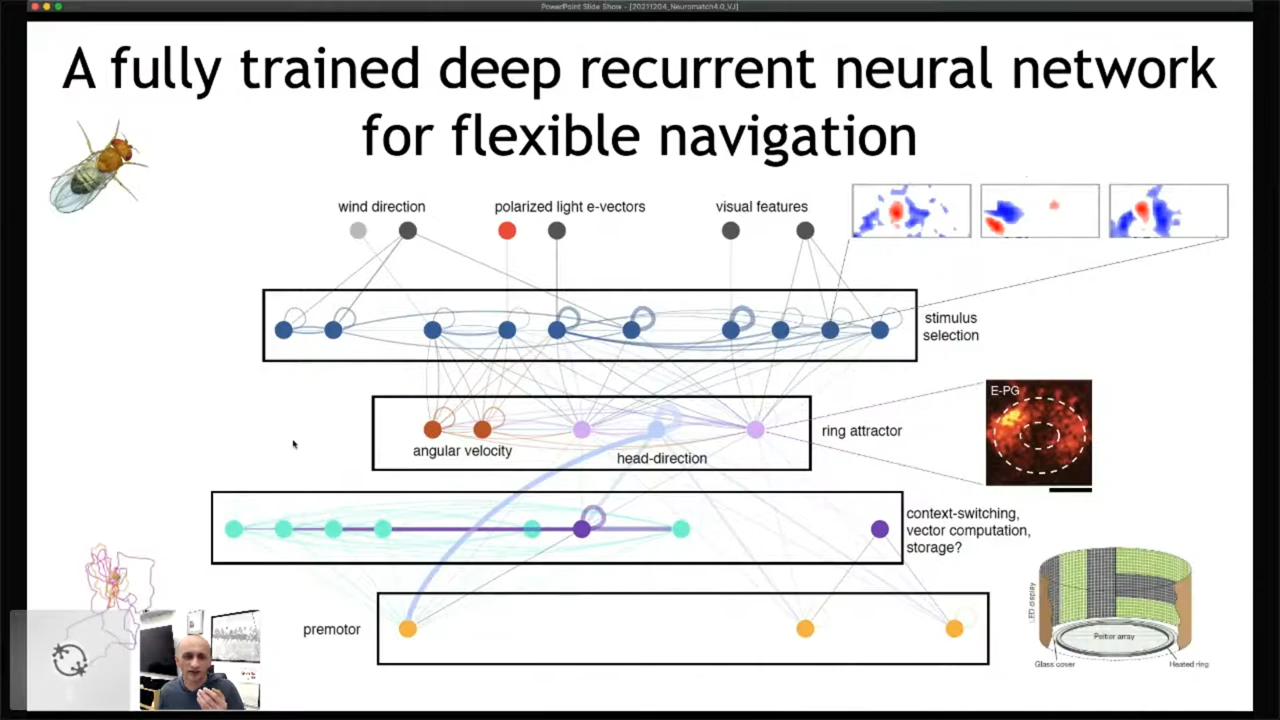 PowerPoint Slide Show - [20211204_Neuromatch4.0_VJ]
A fully trained deep recurrent neural network
for flexible navigation
wind direction
polarized light e-vectors
visual features
stimulus
selection
E-PG
ring attractor
angular velocity
head-direction
context-switching,
vector computation,
storage?
premotor
LED display
Peltier array
Glass cover
Heated ring